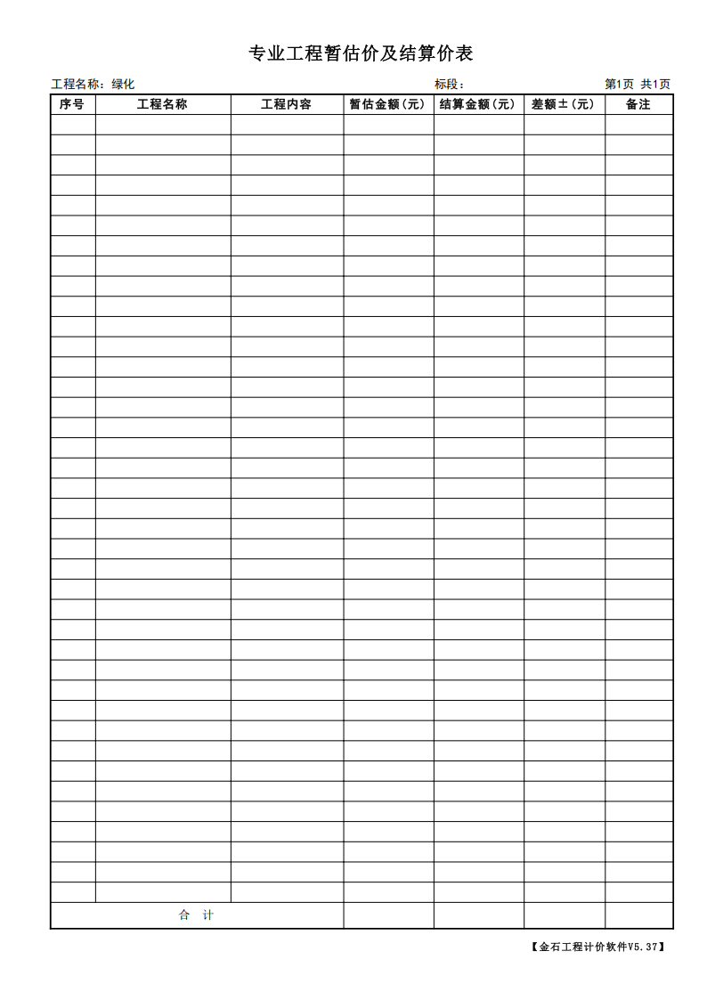 专业工程暂估价及结算价表
工程名称：绿化 标段： 第1页 共1页
序号 工程名称 工程内容 暂估金额(元) 结算金额(元) 差额±(元) 备注
合 计
【金石工程计价软件V5.37】